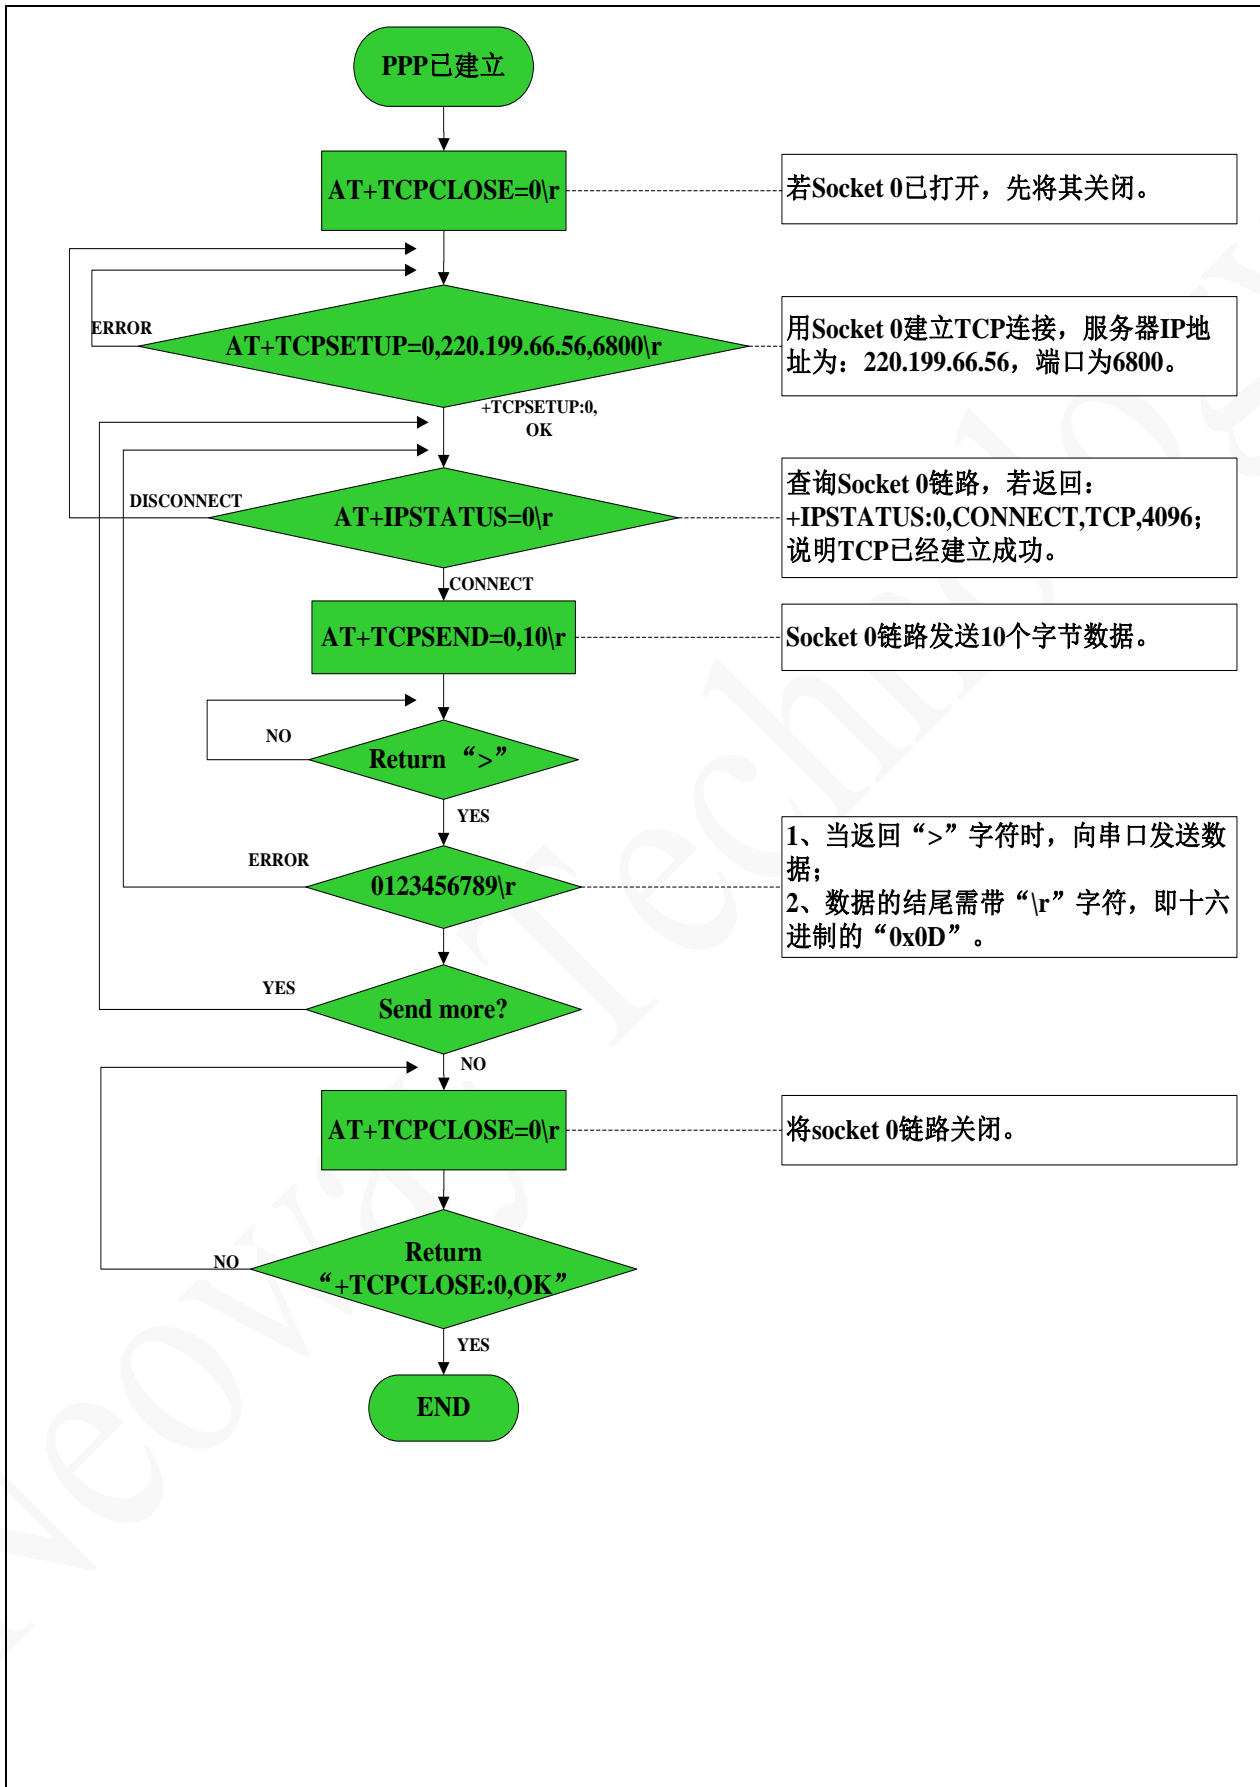 PPP已建立
AT+TCPCLOSE=0\r
若Socket 0已打开，先将其关闭。
ERROR
AT+TCPSETUP=0,220.199.66.56,6800\r
用Socket 0建立TCP连接，服务器IP地
址为：220.199.66.56，端口为6800。
+TCPSETUP:0,
OK
DISCONNECT
AT+IPSTATUS=0\r
查询Socket 0链路，若返回：
+IPSTATUS:0,CONNECT,TCP,4096；
说明TCP已经建立成功。
CONNECT
AT+TCPSEND=0,10\r
Socket 0链路发送10个字节数据。
NO
Return “>”
YES
ERROR
0123456789\r
1、当返回“>”字符时，向串口发送数
据；
2、数据的结尾需带“\r”字符，即十六
进制的“0x0D”。
YES
Send more?
NO
AT+TCPCLOSE=0\r
将socket 0链路关闭。
NO
Return
“+TCPCLOSE:0,OK”
YES
END
Neoway Technology